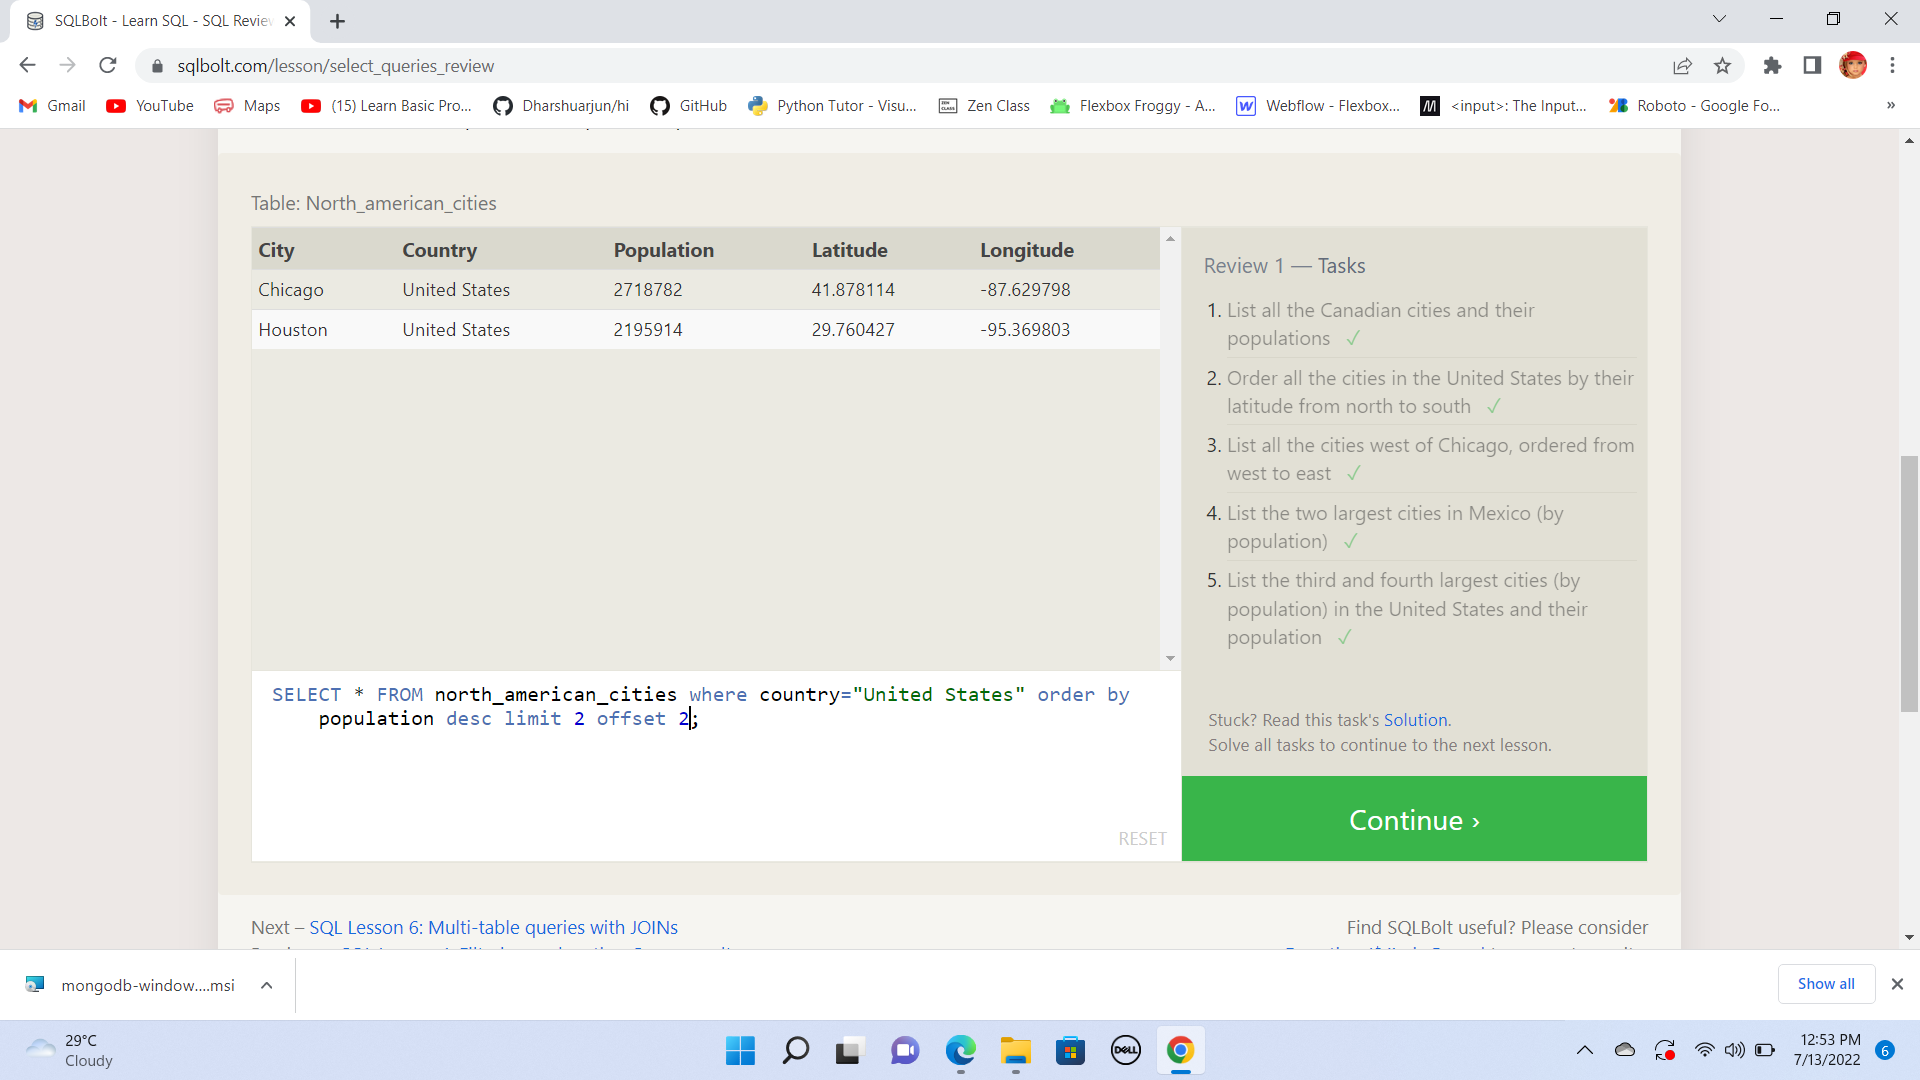 SQLBolt - Learn SQL - SQL Review
sqlbolt.com/lesson/select_queries_review
Gmail YouTube Maps (15) Learn Basic Pro... Dharshuarjun/hi GitHub Python Tutor - Visu... Zen Class Flexbox Froggy - A... Webflow - Flexbox... <input>: The Input... Roboto - Google Fo... »
Table: North_american_cities
City Country Population Latitude Longitude
Chicago United States 2718782 41.878114 -87.629798
Houston United States 2195914 29.760427 -95.369803
SELECT * FROM north_american_cities where country="United States" order by
population desc limit 2 offset 2;
RESET
Review 1 — Tasks
1. List all the Canadian cities and their
populations ✓
2. Order all the cities in the United States by their
latitude from north to south ✓
3. List all the cities west of Chicago, ordered from
west to east ✓
4. List the two largest cities in Mexico (by
population) ✓
5. List the third and fourth largest cities (by
population) in the United States and their
population ✓
Stuck? Read this task's Solution.
Solve all tasks to continue to the next lesson.
Continue ›
Next – SQL Lesson 6: Multi-table queries with JOINs
Find SQLBolt useful? Please consider
mongodb-window....msi
Show all
29°C
Cloudy
DELL
12:53 PM
7/13/2022
6